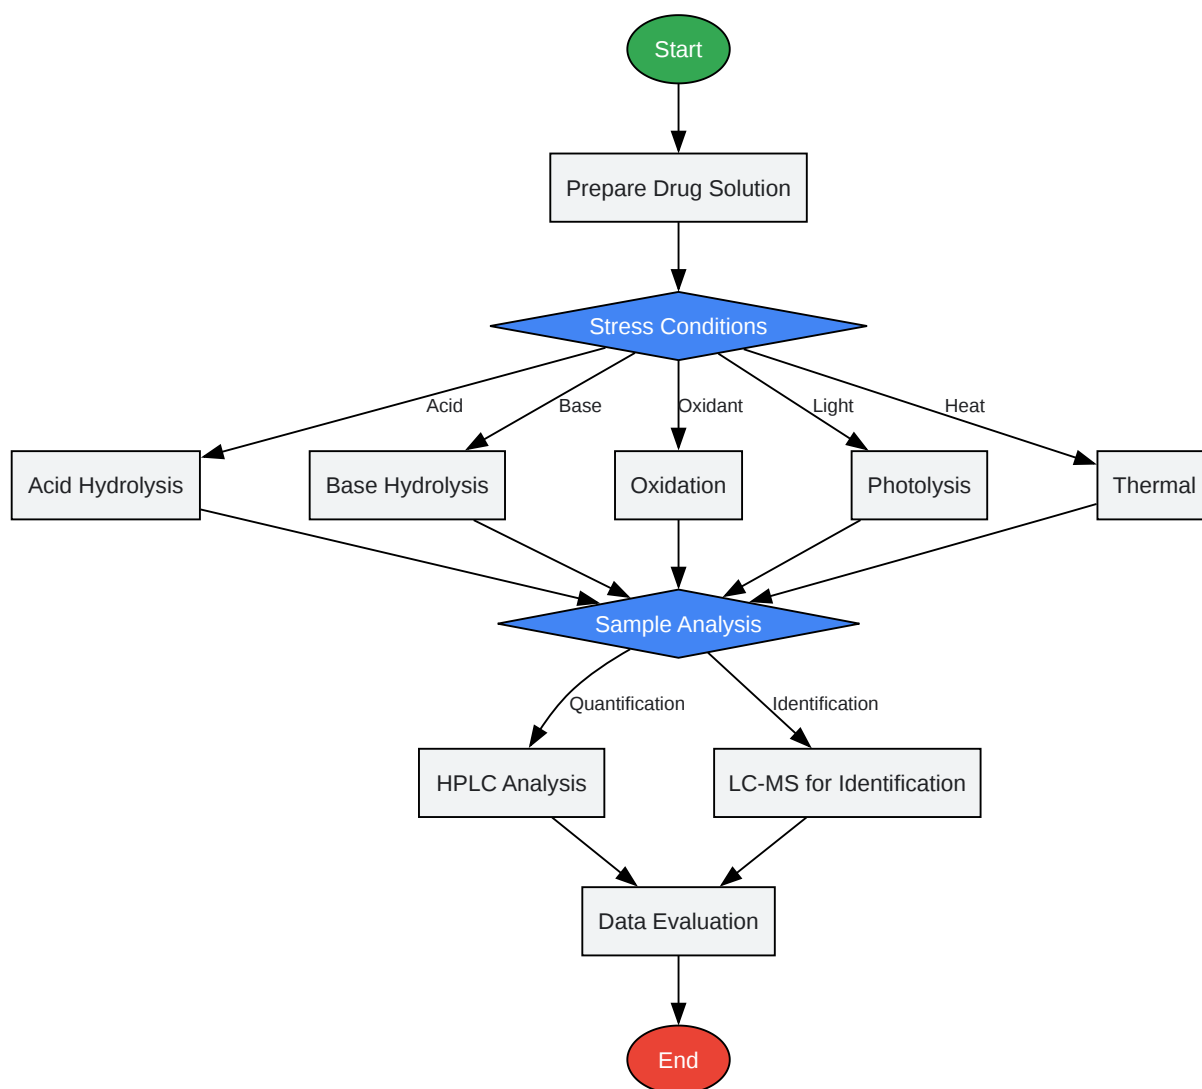 Start
Prepare Drug Solution
Stress Conditions
Acid
Base
Oxidant
Light
Heat
Acid Hydrolysis
Base Hydrolysis
Oxidation
Photolysis
Thermal
Sample Analysis
Quantification
Identification
HPLC Analysis
LC-MS for Identification
Data Evaluation
End